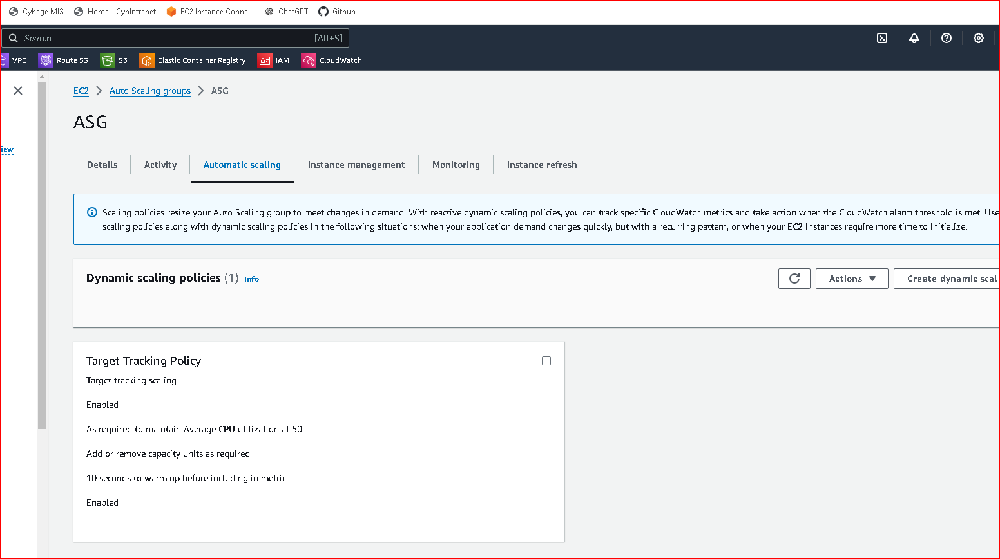 Cybage MIS Home - CybIntranet EC2 Instance Conne... ChatGPT Github
Search [Alt+S]
VPC Route 53 S3 Elastic Container Registry IAM CloudWatch
EC2 Auto Scaling groups ASG
ASG
iew
Details Activity Automatic scaling Instance management Monitoring Instance refresh
Scaling policies resize your Auto Scaling group to meet changes in demand. With reactive dynamic scaling policies, you can track specific CloudWatch metrics and take action when the CloudWatch alarm threshold is met. Use
scaling policies along with dynamic scaling policies in the following situations: when your application demand changes quickly, but with a recurring pattern, or when your EC2 instances require more time to initialize.
Dynamic scaling policies (1) Info Actions Create dynamic scal
Target Tracking Policy
Target tracking scaling
Enabled
As required to maintain Average CPU utilization at 50
Add or remove capacity units as required
10 seconds to warm up before including in metric
Enabled